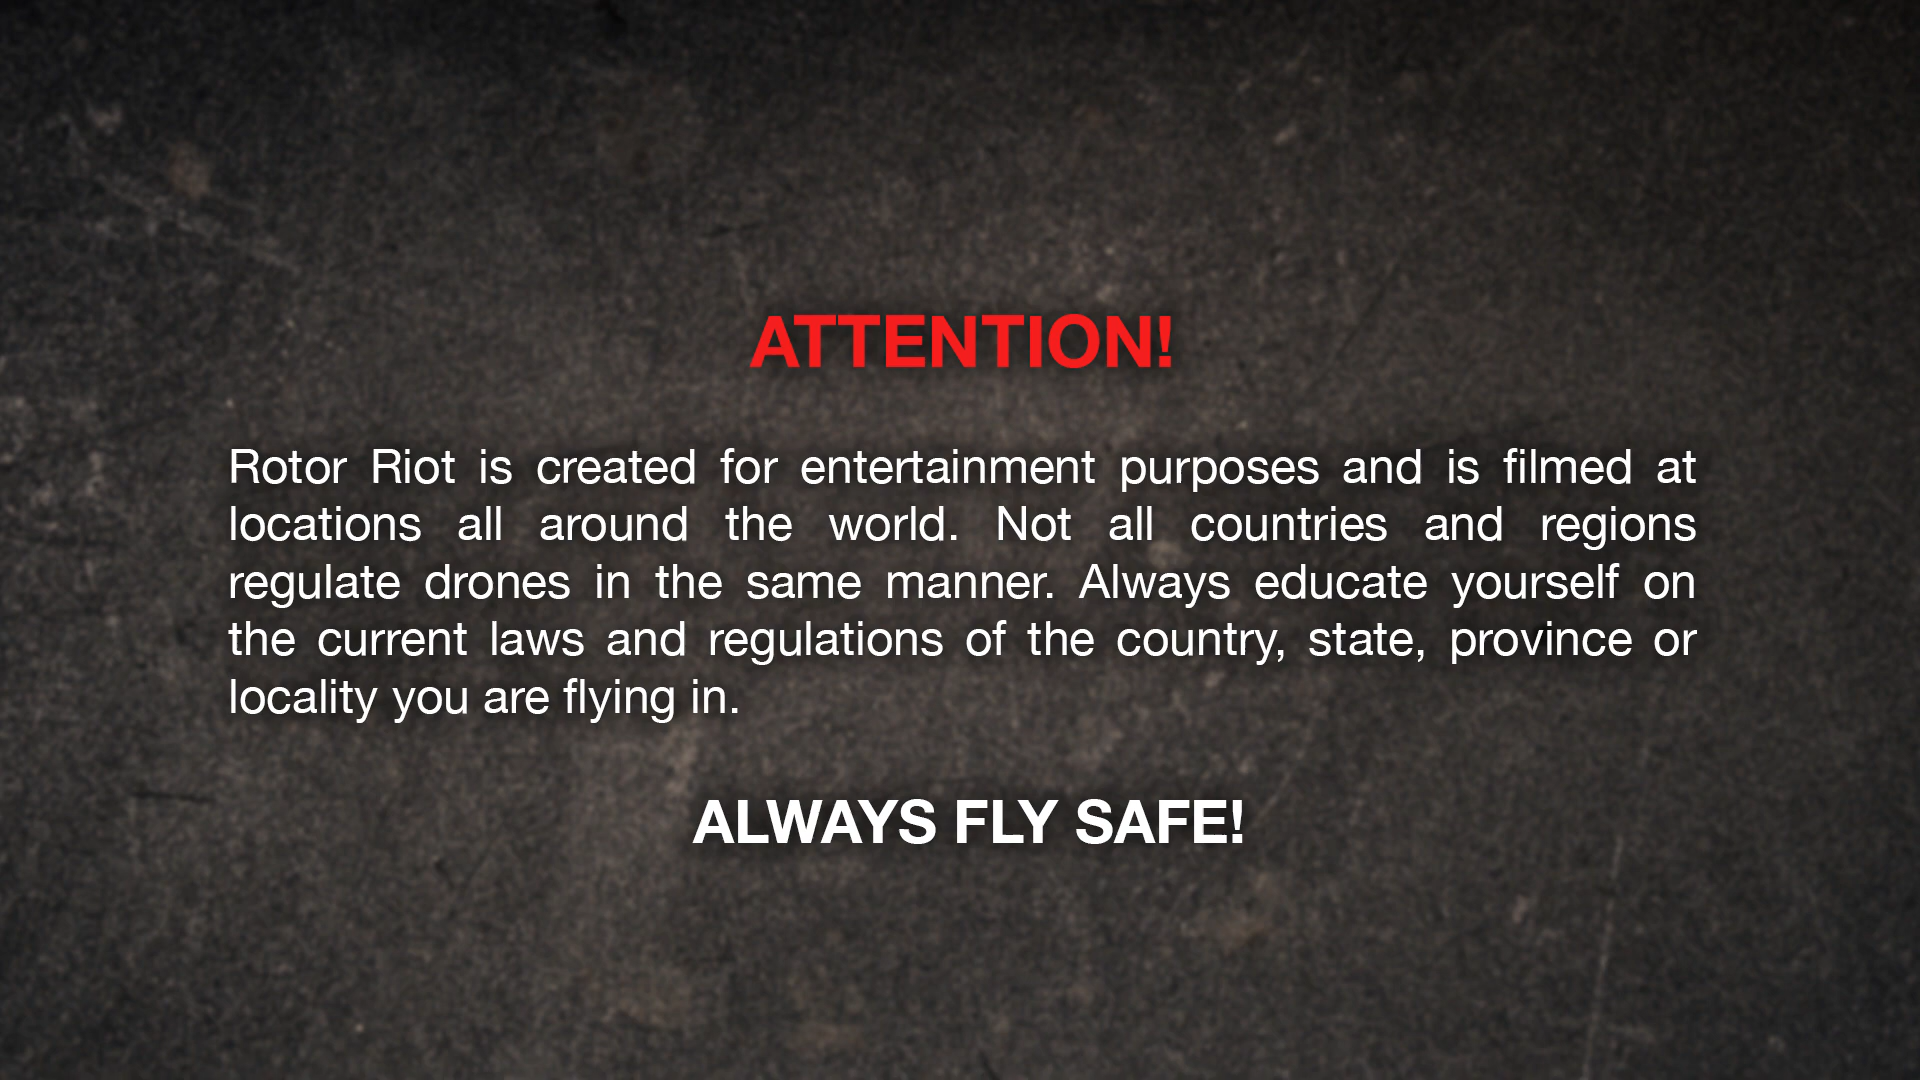 ATTENTION!
Rotor Riot is created for entertainment purposes and is filmed at
locations all around the world. Not all countries and regions
regulate drones in the same manner. Always educate yourself on
the current laws and regulations of the country, state, province or
locality you are flying in.
ALWAYS FLY SAFE!